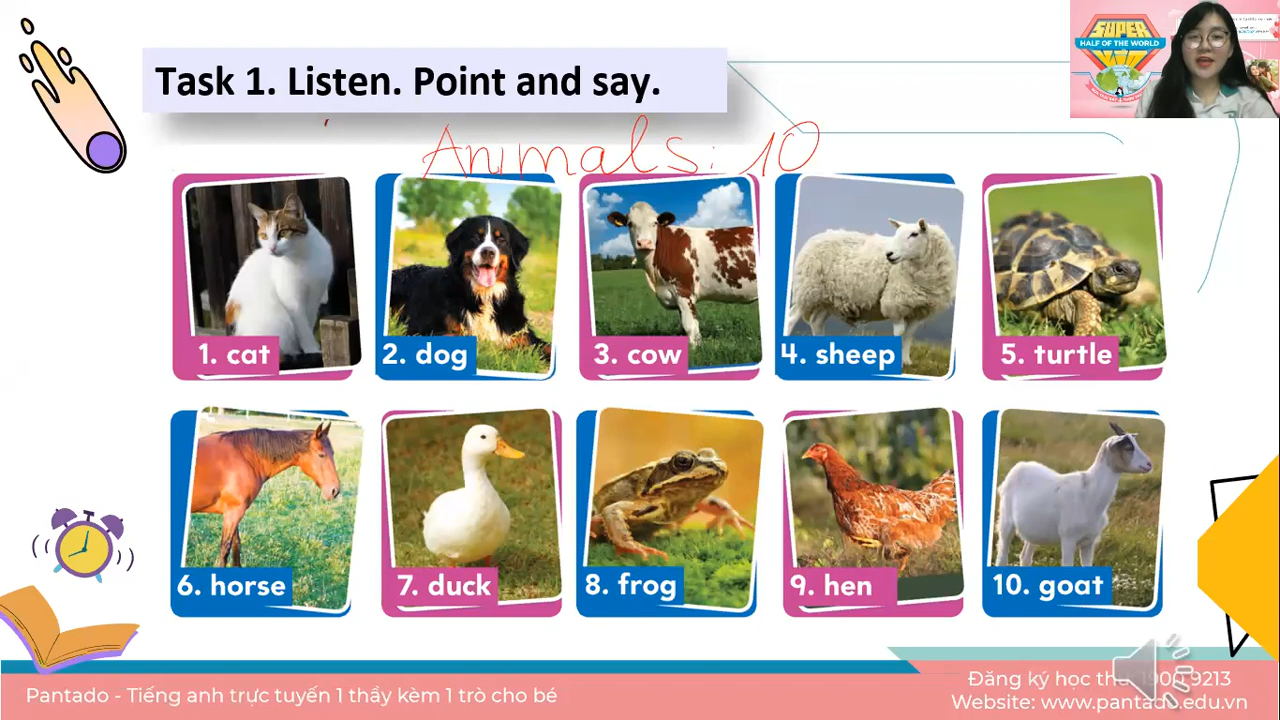 Task 1. Listen. Point and say.
SUPER
HALF OF THE WORLD
Animals: 10
1. cat
2. dog
3. cow
4. sheep
5. turtle
6. horse
7. duck
8. frog
9. hen
10. goat
Pantado - Tiếng anh trực tuyến 1 thầy kèm 1 trò cho bé
Đăng ký học thử: 1900 9213
Website: www.pantado.edu.vn